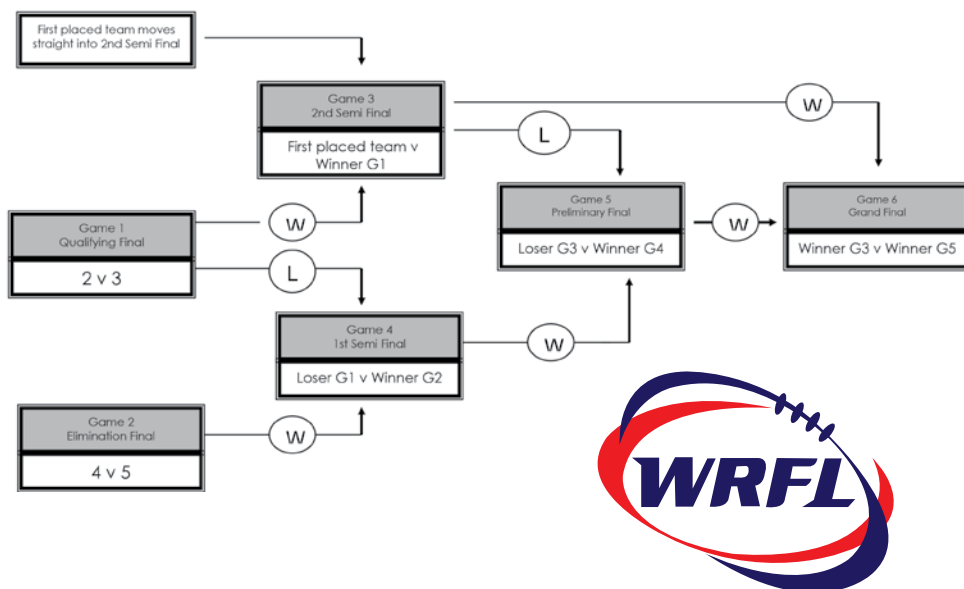 First placed team moves
straight into 2nd Semi Final
Game 3
2nd Semi Final
First placed team v
Winner G1
W
L
Game 1
Qualifying Final
2 v 3
W
L
Game 5
Preliminary Final
Loser G3 v Winner G4
W
Game 6
Grand Final
Winner G3 v Winner G5
Game 4
1st Semi Final
Loser G1 v Winner G2
W
Game 2
Elimination Final
4 v 5
W
WRFL